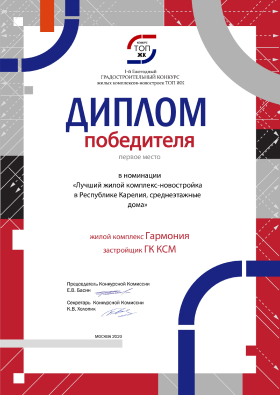 ТОП
ЖК
1-й Ежегодный
ГРАДОСТРОИТЕЛЬНЫЙ КОНКУРС
жилых комплексов-новостроек ТОП ЖК
ДИПЛОМ
победителя
первое место
в номинации
«Лучший жилой комплекс-новостройка
в Республике Карелия, среднеэтажные
дома»
жилой комплекс Гармония
застройщик ГК КСМ
Председатель Конкурсной Комиссии
Е.В. Басин
Секретарь Конкурсной Комиссии
К.В. Холопик
МОСКВА 2020